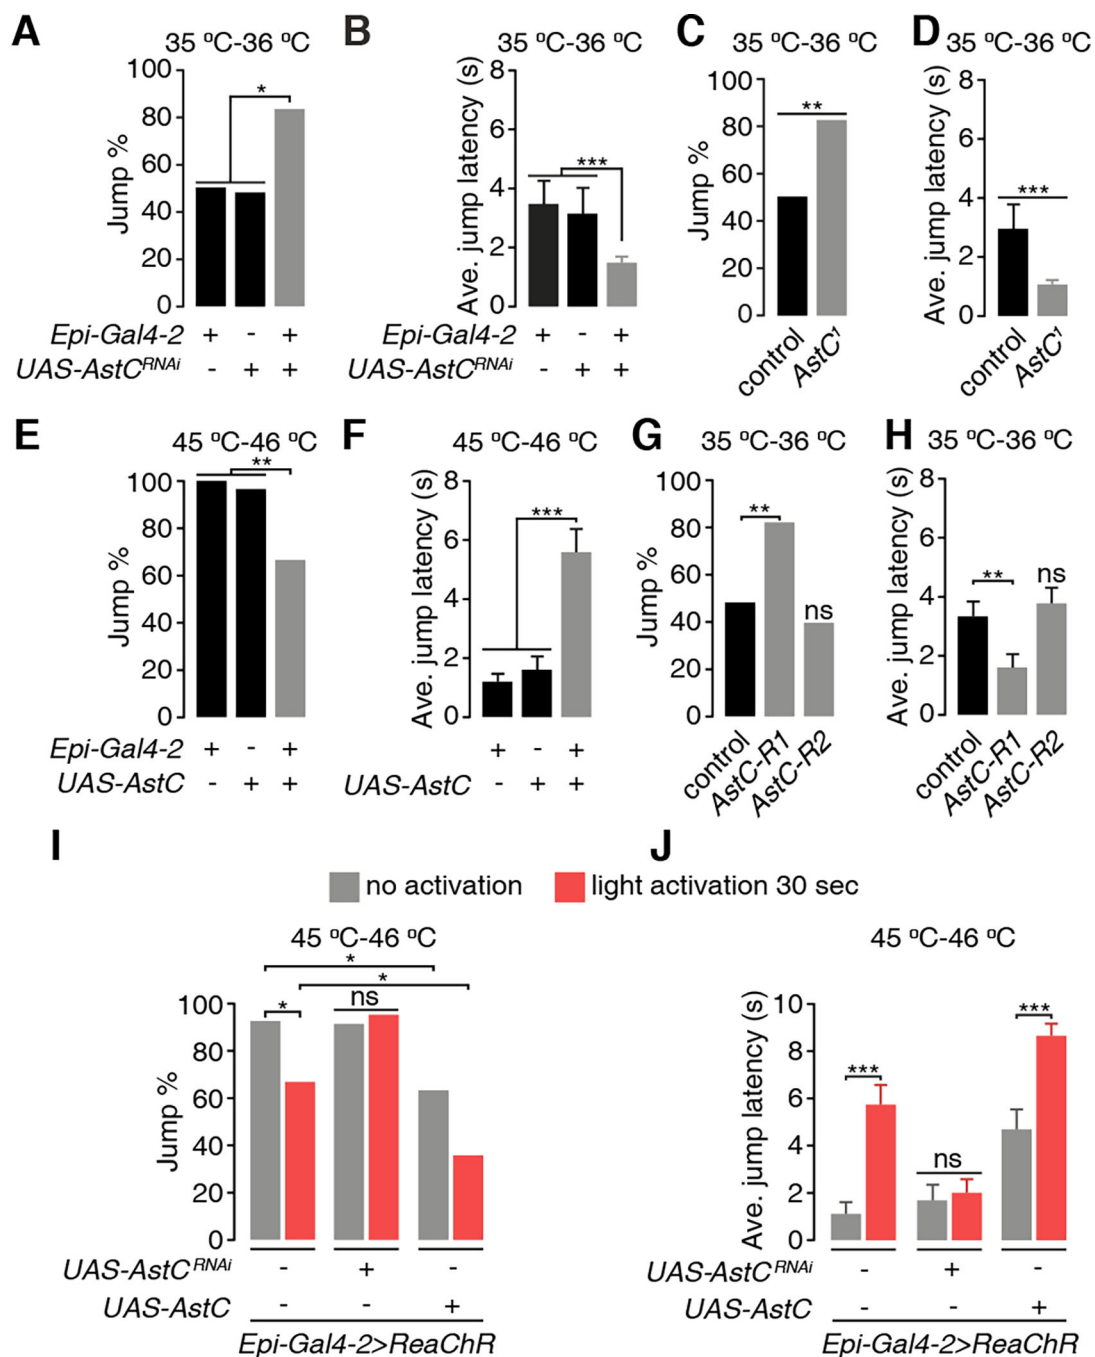 A
35 ºC-36 ºC
Jump %
100
80
60
40
20
0
*
Epi-Gal4-2 + - +
UAS-AstC RNAi - + +
B
35 ºC-36 ºC
Ave. jump latency (s)
8
6
4
2
0
***
Epi-Gal4-2 + - +
UAS-AstC RNAi - + +
C
35 ºC-36 ºC
Jump %
100
80
60
40
20
0
**
control
AstC1
D
35 ºC-36 ºC
Ave. jump latency (s)
8
6
4
2
0
***
control
AstC1
E
45 ºC-46 ºC
Jump %
100
80
60
40
20
0
**
Epi-Gal4-2 + - +
UAS-AstC - + +
F
45 ºC-46 ºC
Ave. jump latency (s)
8
6
4
2
0
***
+ - +
UAS-AstC - + +
G
35 ºC-36 ºC
Jump %
100
80
60
40
20
0
**
ns
control
AstC-R1
AstC-R2
H
35 ºC-36 ºC
Ave. jump latency (s)
8
6
4
2
0
**
ns
control
AstC-R1
AstC-R2
I
J
no activation
light activation 30 sec
45 ºC-46 ºC
Jump %
100
80
60
40
20
0
*
*
*
ns
UAS-AstC RNAi - + -
UAS-AstC - - +
Epi-Gal4-2>ReaChR
45 ºC-46 ºC
Ave. jump latency (s)
10
8
6
4
2
0
***
ns
***
UAS-AstC RNAi - + -
UAS-AstC - - +
Epi-Gal4-2>ReaChR